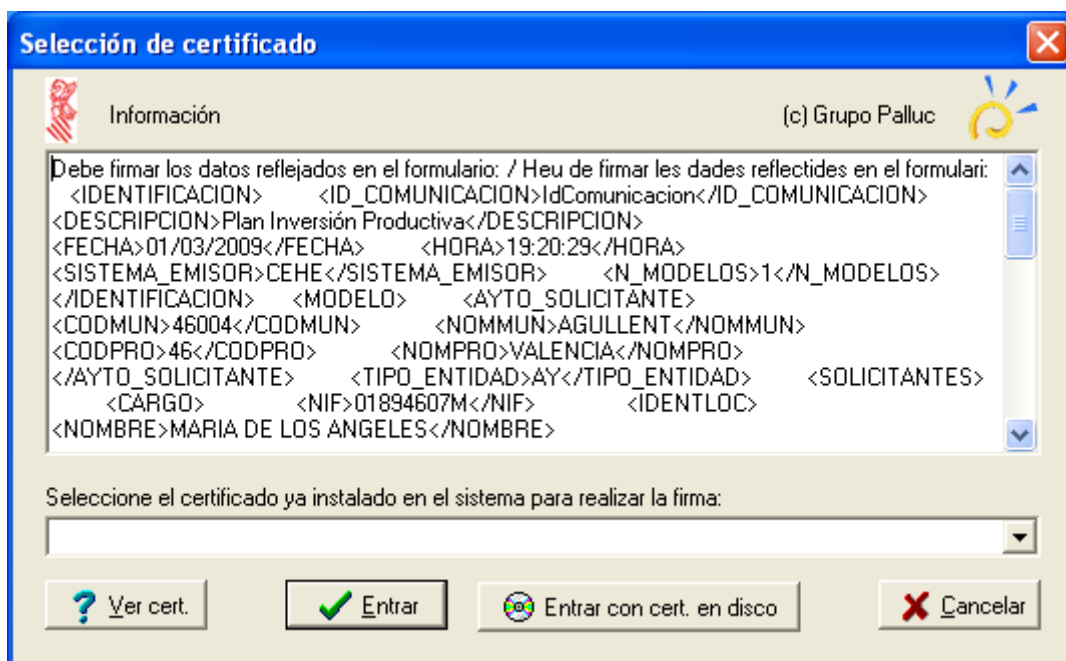 Selección de certificado
Información
(c) Grupo Palluc
Debe firmar los datos reflejados en el formulario: / Heu de firmar les dades reflectides en el formulari:
<IDENTIFICACION> <ID_COMUNICACION>IdComunicacion</ID_COMUNICACION>
<DESCRIPCION>Plan Inversión Productiva</DESCRIPCION>
<FECHA>01/03/2009</FECHA> <HORA>19:20:29</HORA>
<SISTEMA_EMISOR>CEHE</SISTEMA_EMISOR> <N_MODELOS>1</N_MODELOS>
</IDENTIFICACION> <MODELO> <AYTO_SOLICITANTE>
<CODMUN>46004</CODMUN> <NOMMUN>AGULLENT</NOMMUN>
<CODPRO>46</CODPRO> <NOMPRO>VALENCIA</NOMPRO>
</AYTO_SOLICITANTE> <TIPO_ENTIDAD>AY</TIPO_ENTIDAD> <SOLICITANTES>
<CARGO> <NIF>01894607M</NIF> <IDENTLOC>
<NOMBRE>MARIA DE LOS ANGELES</NOMBRE>
Seleccione el certificado ya instalado en el sistema para realizar la firma:
Ver cert.
Entrar
Entrar con cert. en disco
Cancelar